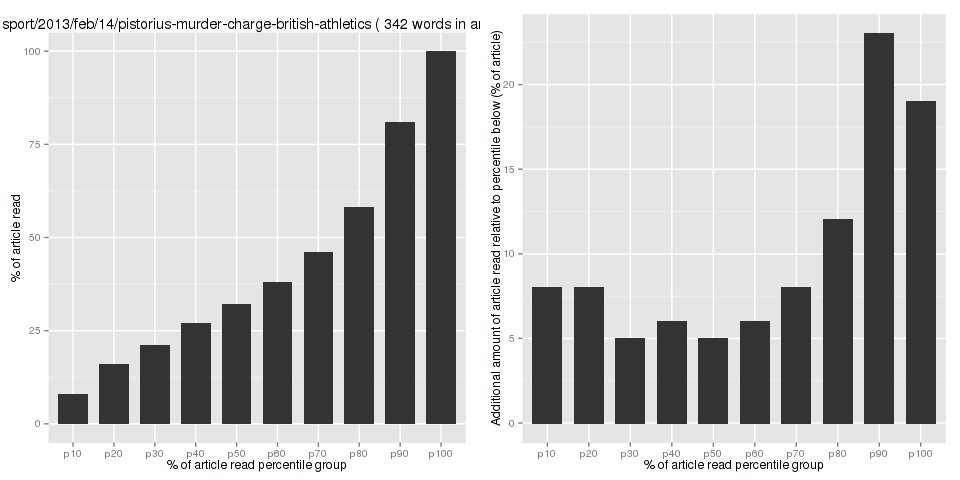 sport/2013/feb/14/pistorius-murder-charge-british-athletics ( 342 words in
% of article read
100
75
50
25
0
p10 p20 p30 p40 p50 p60 p70 p80 p90 p100
% of article read percentile group
Additional amount of article read relative to percentile below (% of article)
20
15
10
5
0
p10 p20 p30 p40 p50 p60 p70 p80 p90 p100
% of article read percentile group